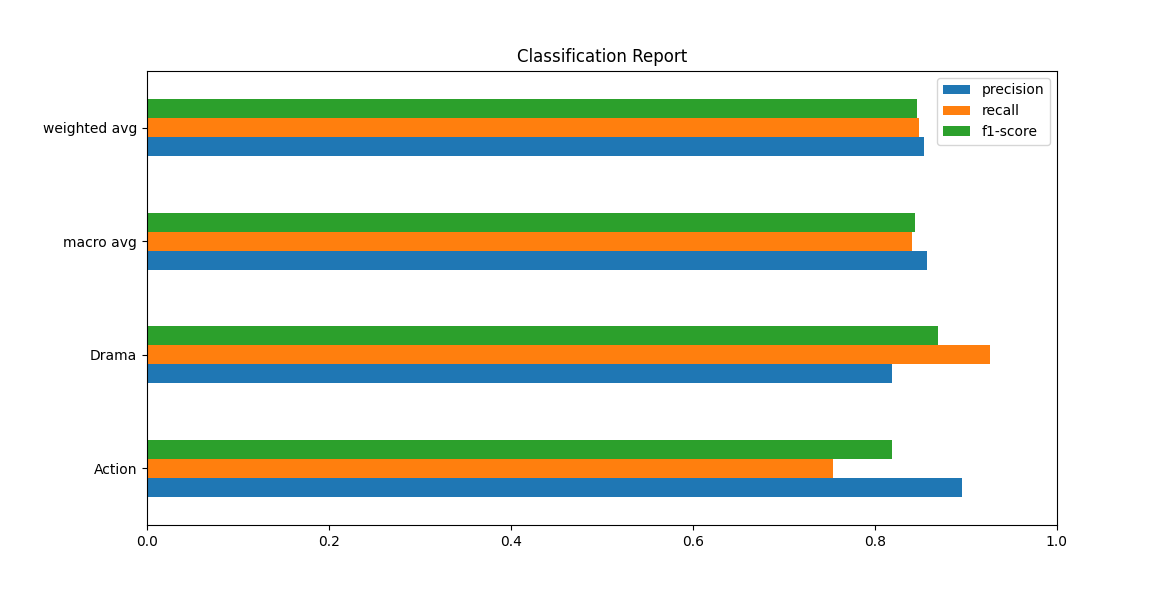 Classification Report
precision
recall
f1-score
weighted avg
macro avg
Drama
Action
0.0 0.2 0.4 0.6 0.8 1.0